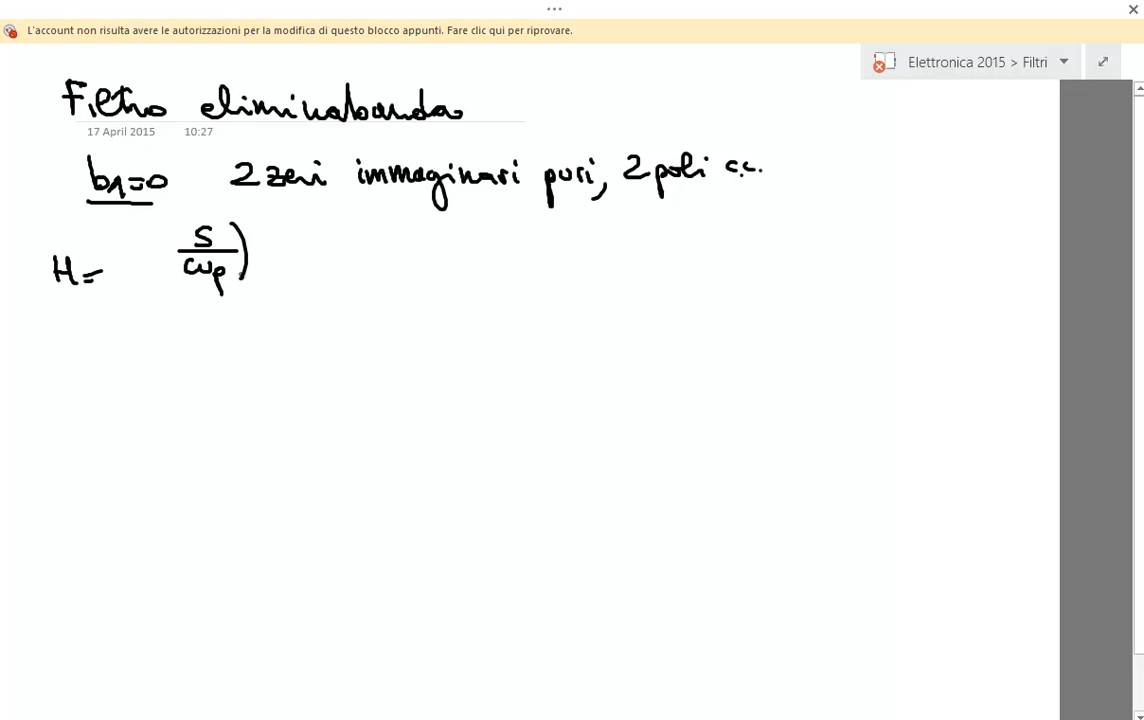 L'account non risulta avere le autorizzazioni per la modifica di questo blocco appunti. Fare clic qui per riprovare.
Elettronica 2015 > Filtri
Filtro eliminabanda
17 April 2015 10:27
b1=0 2 zeri immaginari puri, 2 poli c.c.
H= s/ωp)